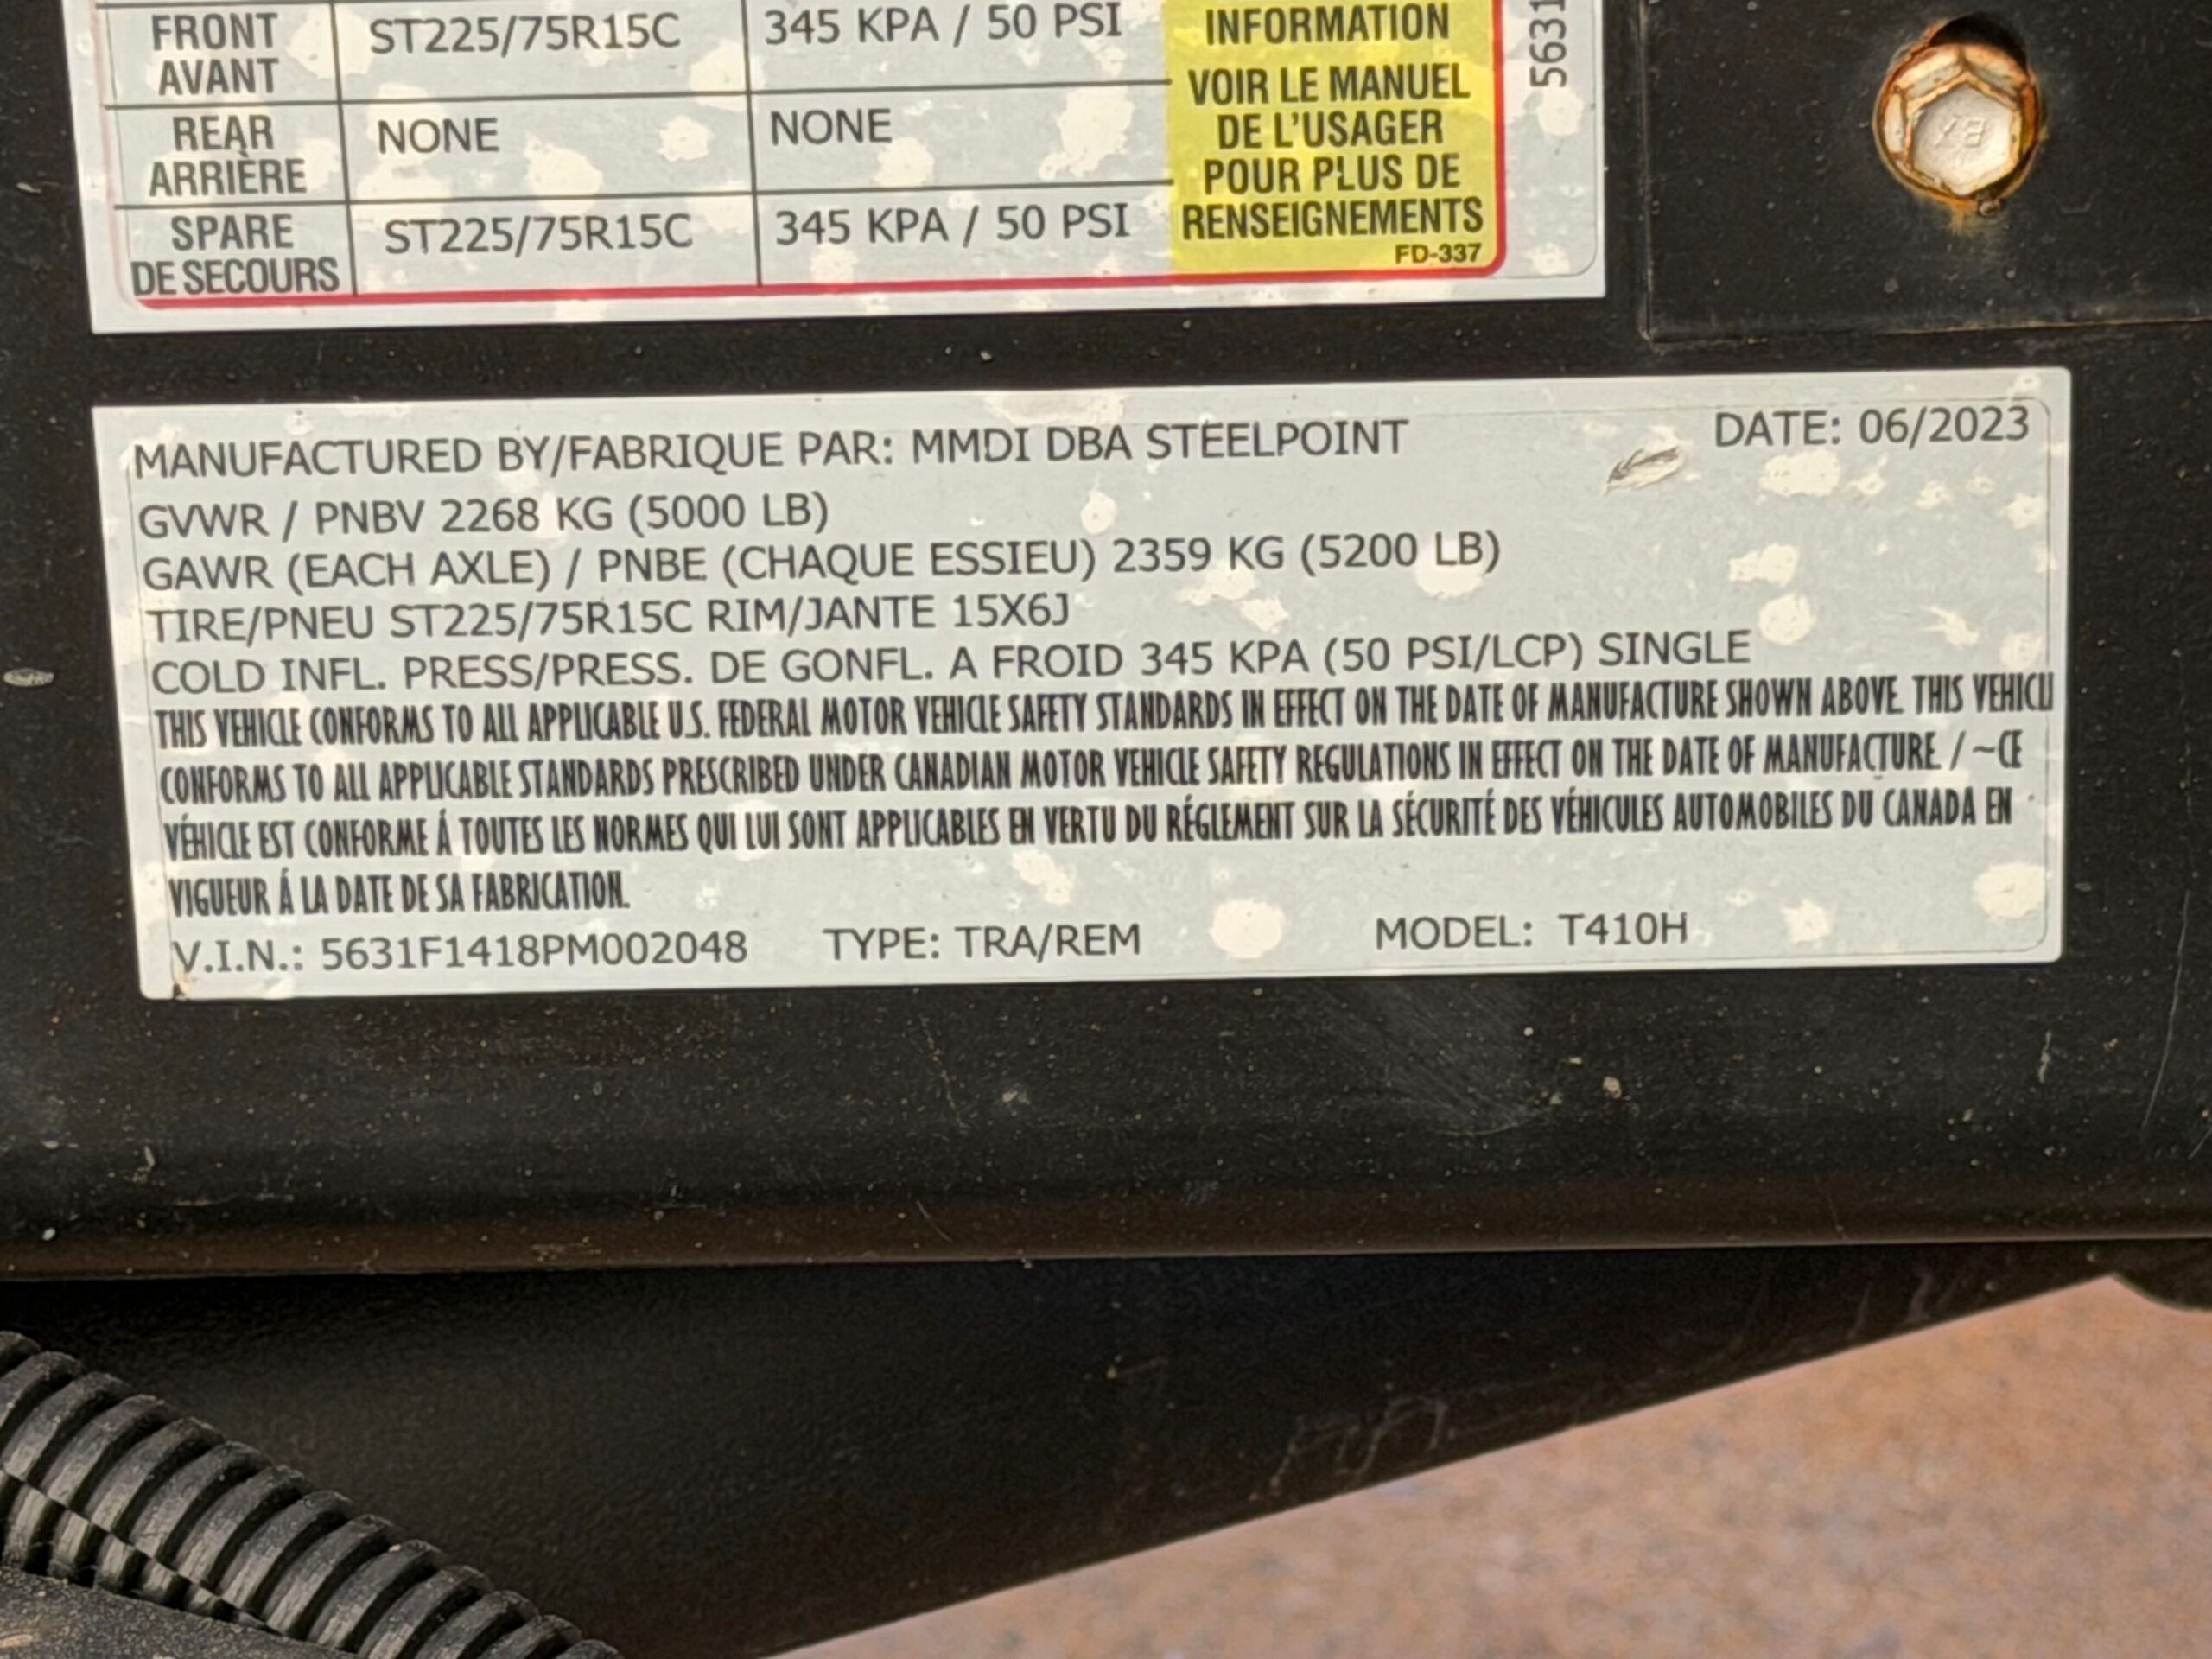 FRONT AVANT ST225/75R15C 345 KPA / 50 PSI
REAR ARRIÈRE NONE NONE
SPARE DE SECOURS ST225/75R15C 345 KPA / 50 PSI
INFORMATION
VOIR LE MANUEL
DE L'USAGER
POUR PLUS DE
RENSEIGNEMENTS
FD-337
5631
MANUFACTURED BY/FABRIQUE PAR: MMDI DBA STEELPOINT DATE: 06/2023
GVWR / PNBV 2268 KG (5000 LB)
GAWR (EACH AXLE) / PNBE (CHAQUE ESSIEU) 2359 KG (5200 LB)
TIRE/PNEU ST225/75R15C RIM/JANTE 15X6J
COLD INFL. PRESS/PRESS. DE GONFL. A FROID 345 KPA (50 PSI/LCP) SINGLE
THIS VEHICLE CONFORMS TO ALL APPLICABLE U.S. FEDERAL MOTOR VEHICLE SAFETY STANDARDS IN EFFECT ON THE DATE OF MANUFACTURE SHOWN ABOVE. THIS VEHICL
CONFORMS TO ALL APPLICABLE STANDARDS PRESCRIBED UNDER CANADIAN MOTOR VEHICLE SAFETY REGULATIONS IN EFFECT ON THE DATE OF MANUFACTURE. / ~CE
VÉHICLE EST CONFORME Á TOUTES LES NORMES QUI LUI SONT APPLICABLES EN VERTU DU RÉGLEMENT SUR LA SÉCURITÉ DES VÉHICULES AUTOMOBILES DU CANADA EN
VIGUEUR Á LA DATE DE SA FABRICATION.
V.I.N.: 5631F1418PM002048 TYPE: TRA/REM MODEL: T410H